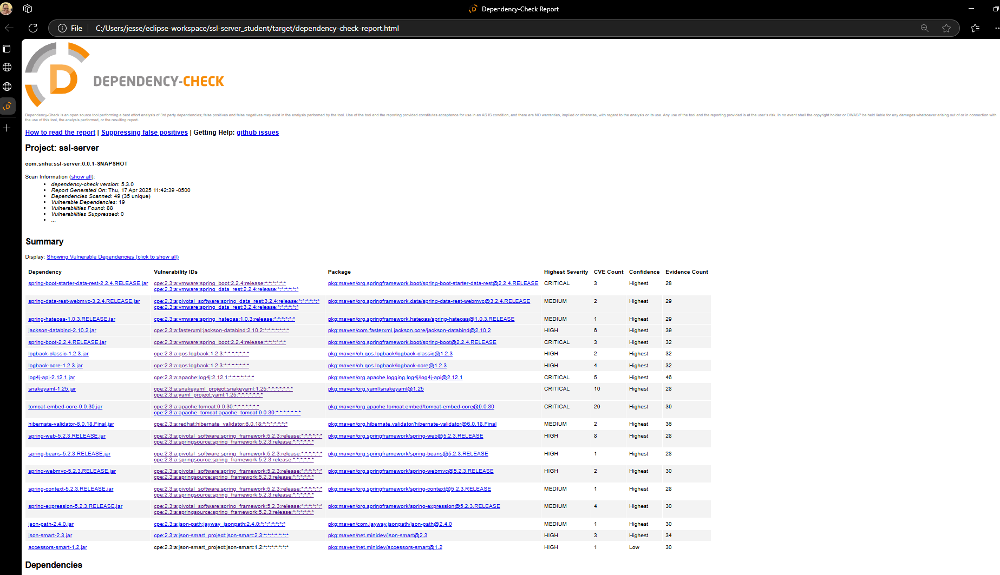 Dependency-Check Report
File C:/Users/jesse/eclipse-workspace/ssl-server_student/target/dependency-check-report.html
D DEPENDENCY-CHECK
Dependency-Check is an open source tool performing a best effort analysis of 3rd party dependencies; false positives and false negatives may exist in the analysis performed by the tool. Use of the tool and the reporting provided constitutes acceptance for use in an AS IS condition, and there are NO warranties, implied or otherwise, with regard to the analysis or its use. Any use of the tool and the reporting provided is at the user's risk. In no event shall the copyright holder or OWASP be held liable for any damages whatsoever arising out of or in connection
with the use of this tool, the analysis performed, or the resulting report.
How to read the report | Suppressing false positives | Getting Help: github issues
Project: ssl-server
com.snhu:ssl-server:0.0.1-SNAPSHOT
Scan Information (show all):
• dependency-check version: 5.3.0
• Report Generated On: Thu, 17 Apr 2025 11:42:39 -0500
• Dependencies Scanned: 49 (35 unique)
• Vulnerable Dependencies: 19
• Vulnerabilities Found: 88
• Vulnerabilities Suppressed: 0
• ...
Summary
Display: Showing Vulnerable Dependencies (click to show all)
Dependency Vulnerability IDs Package Highest Severity CVE Count Confidence Evidence Count
spring-boot-starter-data-rest-2.2.4.RELEASE.jar cpe:2.3:a:vmware:spring_boot:2.2.4:release:*:*:*:*:*:* pkg:maven/org.springframework.boot/spring-boot-starter-data-rest@2.2.4.RELEASE CRITICAL 3 Highest 28
cpe:2.3:a:vmware:spring_data_rest:2.2.4:release:*:*:*:*:*:*
spring-data-rest-webmvc-3.2.4.RELEASE.jar cpe:2.3:a:pivotal_software:spring_data_rest:3.2.4:release:*:*:*:*:*:* pkg:maven/org.springframework.data/spring-data-rest-webmvc@3.2.4.RELEASE MEDIUM 2 Highest 29
cpe:2.3:a:vmware:spring_data_rest:3.2.4:release:*:*:*:*:*:*
spring-hateoas-1.0.3.RELEASE.jar cpe:2.3:a:vmware:spring_hateoas:1.0.3:release:*:*:*:*:*:* pkg:maven/org.springframework.hateoas/spring-hateoas@1.0.3.RELEASE MEDIUM 1 Highest 29
jackson-databind-2.10.2.jar cpe:2.3:a:fasterxml:jackson-databind:2.10.2:*:*:*:*:*:*:* pkg:maven/com.fasterxml.jackson.core/jackson-databind@2.10.2 HIGH 6 Highest 39
spring-boot-2.2.4.RELEASE.jar cpe:2.3:a:vmware:spring_boot:2.2.4:release:*:*:*:*:*:* pkg:maven/org.springframework.boot/spring-boot@2.2.4.RELEASE CRITICAL 3 Highest 32
logback-classic-1.2.3.jar cpe:2.3:a:qos:logback:1.2.3:*:*:*:*:*:*:* pkg:maven/ch.qos.logback/logback-classic@1.2.3 HIGH 2 Highest 32
logback-core-1.2.3.jar cpe:2.3:a:qos:logback:1.2.3:*:*:*:*:*:*:* pkg:maven/ch.qos.logback/logback-core@1.2.3 HIGH 4 Highest 32
log4j-api-2.12.1.jar cpe:2.3:a:apache:log4j:2.12.1:*:*:*:*:*:*:* pkg:maven/org.apache.logging.log4j/log4j-api@2.12.1 CRITICAL 5 Highest 46
snakeyaml-1.25.jar cpe:2.3:a:snakeyaml_project:snakeyaml:1.25:*:*:*:*:*:*:* pkg:maven/org.yaml/snakeyaml@1.25 CRITICAL 10 Highest 28
cpe:2.3:a:yaml_project:yaml:1.25:*:*:*:*:*:*:*
tomcat-embed-core-9.0.30.jar cpe:2.3:a:apache:tomcat:9.0.30:*:*:*:*:*:*:* pkg:maven/org.apache.tomcat.embed/tomcat-embed-core@9.0.30 CRITICAL 29 Highest 39
cpe:2.3:a:apache_tomcat:apache_tomcat:9.0.30:*:*:*:*:*:*:*
hibernate-validator-6.0.18.Final.jar cpe:2.3:a:redhat:hibernate_validator:6.0.18:*:*:*:*:*:*:* pkg:maven/org.hibernate.validator/hibernate-validator@6.0.18.Final MEDIUM 2 Highest 36
spring-web-5.2.3.RELEASE.jar cpe:2.3:a:pivotal_software:spring_framework:5.2.3:release:*:*:*:*:*:* pkg:maven/org.springframework/spring-web@5.2.3.RELEASE HIGH 8 Highest 28
cpe:2.3:a:springsource:spring_framework:5.2.3:release:*:*:*:*:*:*
spring-beans-5.2.3.RELEASE.jar cpe:2.3:a:pivotal_software:spring_framework:5.2.3:release:*:*:*:*:*:* pkg:maven/org.springframework/spring-beans@5.2.3.RELEASE HIGH 1 Highest 28
cpe:2.3:a:springsource:spring_framework:5.2.3:release:*:*:*:*:*:*
spring-webmvc-5.2.3.RELEASE.jar cpe:2.3:a:pivotal_software:spring_framework:5.2.3:release:*:*:*:*:*:* pkg:maven/org.springframework/spring-webmvc@5.2.3.RELEASE HIGH 2 Highest 30
cpe:2.3:a:springsource:spring_framework:5.2.3:release:*:*:*:*:*:*
spring-context-5.2.3.RELEASE.jar cpe:2.3:a:pivotal_software:spring_framework:5.2.3:release:*:*:*:*:*:* pkg:maven/org.springframework/spring-context@5.2.3.RELEASE MEDIUM 1 Highest 28
cpe:2.3:a:springsource:spring_framework:5.2.3:release:*:*:*:*:*:*
spring-expression-5.2.3.RELEASE.jar cpe:2.3:a:pivotal_software:spring_framework:5.2.3:release:*:*:*:*:*:* pkg:maven/org.springframework/spring-expression@5.2.3.RELEASE MEDIUM 4 Highest 30
cpe:2.3:a:springsource:spring_framework:5.2.3:release:*:*:*:*:*:*
json-path-2.4.0.jar cpe:2.3:a:json-path:jayway_jsonpath:2.4.0:*:*:*:*:*:*:* pkg:maven/com.jayway.jsonpath/json-path@2.4.0 MEDIUM 1 Highest 30
json-smart-2.3.jar cpe:2.3:a:json-smart_project:json-smart:2.3:*:*:*:*:*:*:* pkg:maven/net.minidev/json-smart@2.3 HIGH 3 Highest 34
accessors-smart-1.2.jar cpe:2.3:a:json-smart_project:json-smart:1.2:*:*:*:*:*:*:* pkg:maven/net.minidev/accessors-smart@1.2 HIGH 1 Low 30
Dependencies